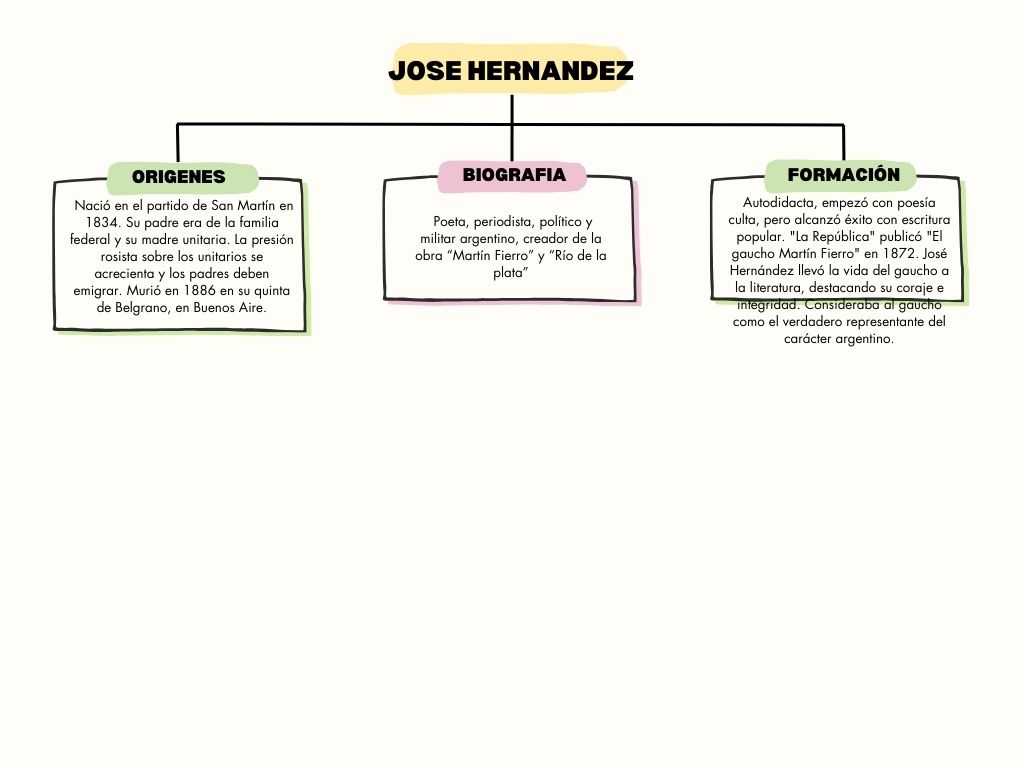 JOSE HERNANDEZ
ORIGENES
Nació en el partido de San Martín en
1834. Su padre era de la familia
federal y su madre unitaria. La presión
rosista sobre los unitarios se
acrecienta y los padres deben
emigrar. Murió en 1886 en su quinta
de Belgrano, en Buenos Aire.
BIOGRAFIA
Poeta, periodista, político y
militar argentino, creador de la
obra “Martín Fierro” y “Río de la
plata”
FORMACIÓN
Autodidacta, empezó con poesía
culta, pero alcanzó éxito con escritura
popular. "La República" publicó "El
gaucho Martín Fierro" en 1872. José
Hernández llevó la vida del gaucho a
la literatura, destacando su coraje e
integridad. Consideraba al gaucho
como el verdadero representante del
carácter argentino.